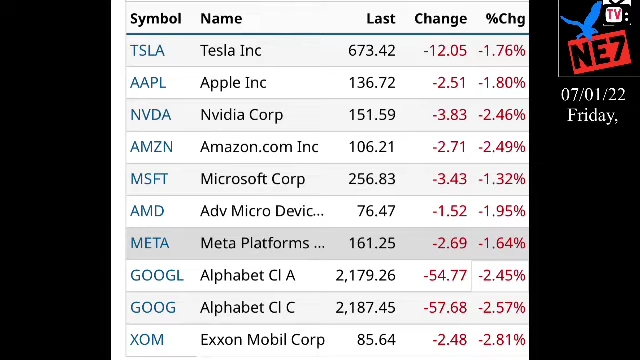 Symbol Name Last Change %Chg
TSLA Tesla Inc 673.42 -12.05 -1.76%
AAPL Apple Inc 136.72 -2.51 -1.80%
NVDA Nvidia Corp 151.59 -3.83 -2.46%
AMZN Amazon.com Inc 106.21 -2.71 -2.49%
MSFT Microsoft Corp 256.83 -3.43 -1.32%
AMD Adv Micro Devic... 76.47 -1.52 -1.95%
META Meta Platforms ... 161.25 -2.69 -1.64%
GOOGL Alphabet Cl A 2,179.26 -54.77 -2.45%
GOOG Alphabet Cl C 2,187.45 -57.68 -2.57%
XOM Exxon Mobil Corp 85.64 -2.48 -2.81%
TV:
NE7
07/01/22
Friday,